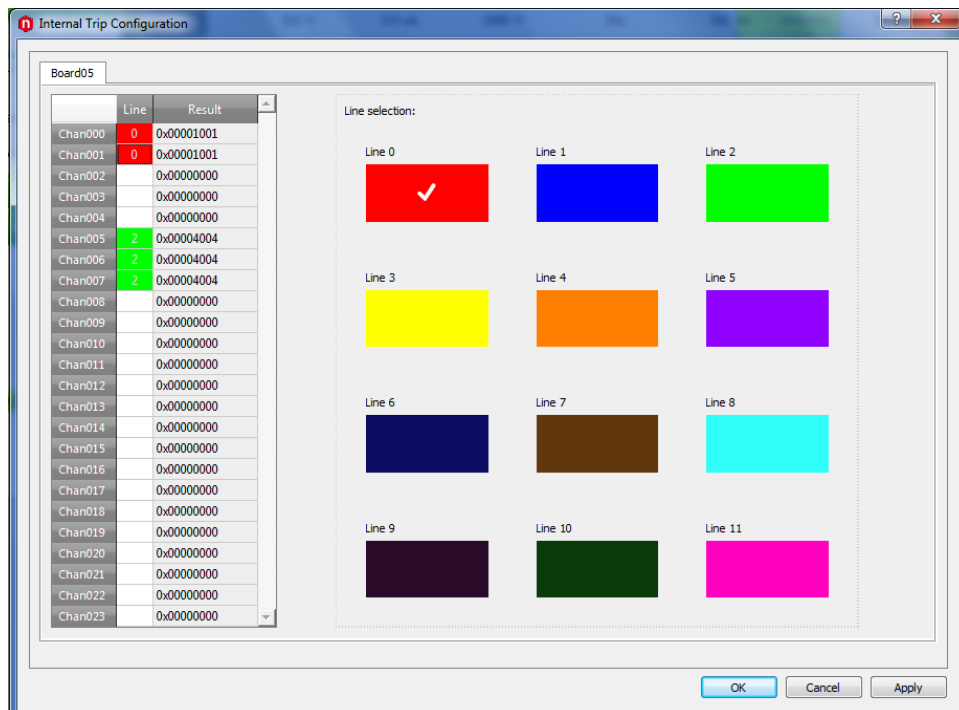 Internal Trip Configuration
Board05
Line Result
Chan000 0 0x00001001
Chan001 0 0x00001001
Chan002 0x00000000
Chan003 0x00000000
Chan004 0x00000000
Chan005 2 0x00004004
Chan006 2 0x00004004
Chan007 2 0x00004004
Chan008 0x00000000
Chan009 0x00000000
Chan010 0x00000000
Chan011 0x00000000
Chan012 0x00000000
Chan013 0x00000000
Chan014 0x00000000
Chan015 0x00000000
Chan016 0x00000000
Chan017 0x00000000
Chan018 0x00000000
Chan019 0x00000000
Chan020 0x00000000
Chan021 0x00000000
Chan022 0x00000000
Chan023 0x00000000
Line selection:
Line 0 Line 1 Line 2
Line 3 Line 4 Line 5
Line 6 Line 7 Line 8
Line 9 Line 10 Line 11
OK Cancel Apply